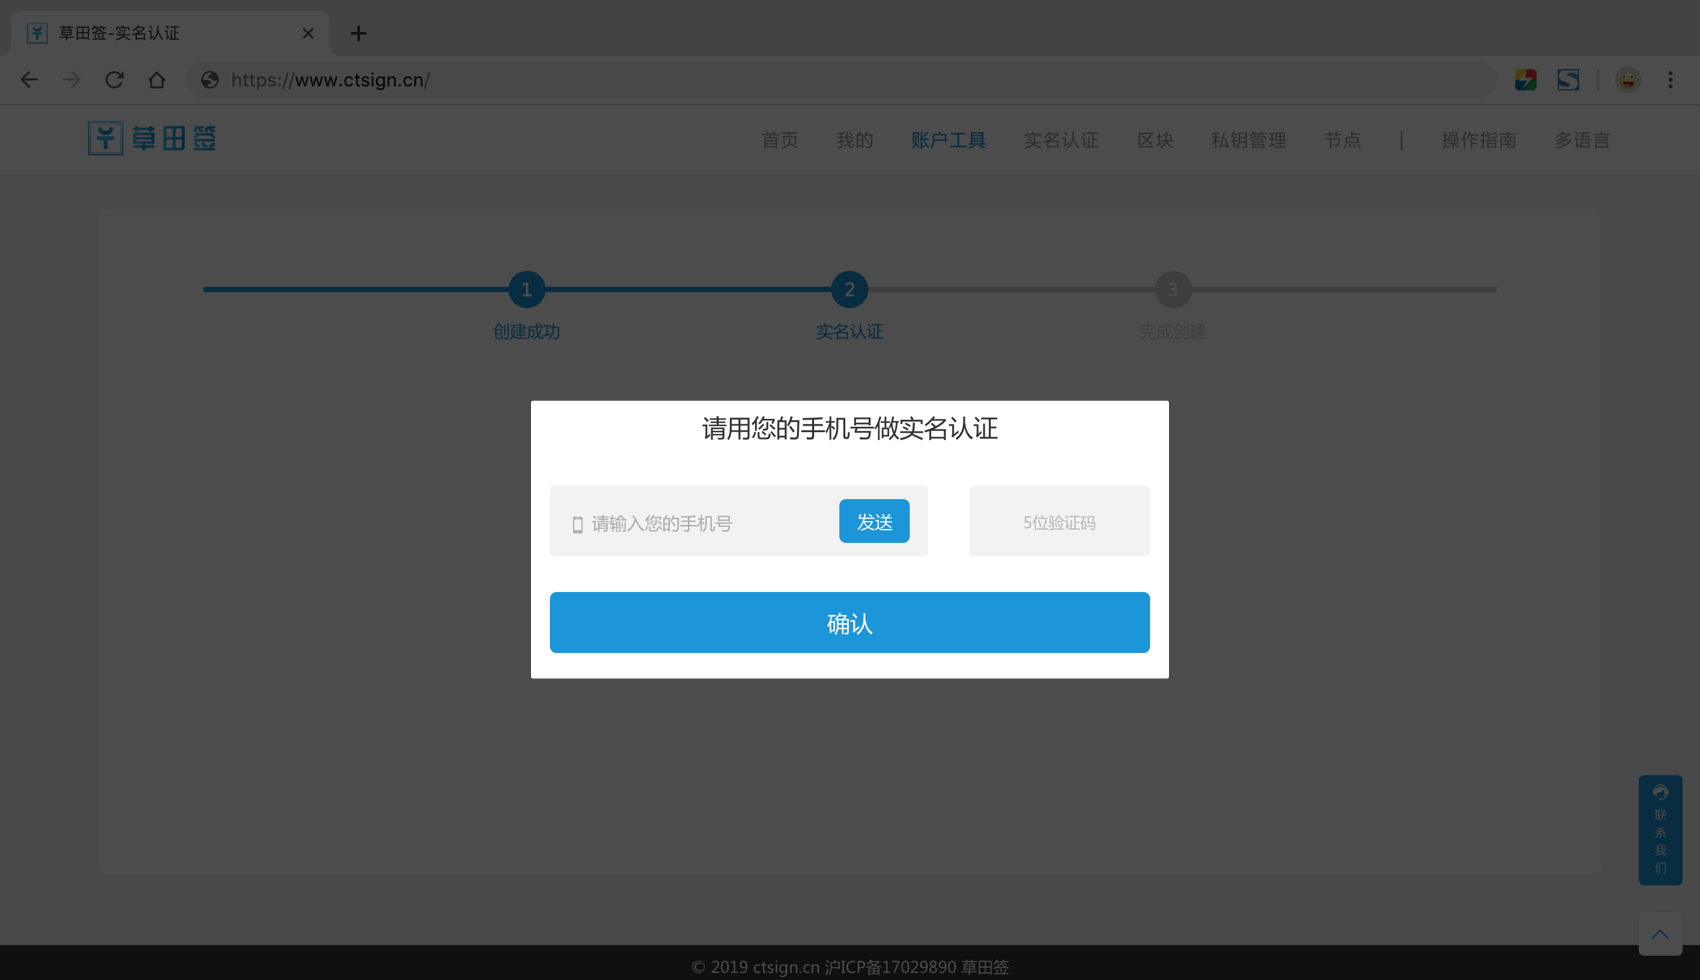 草田签-实名认证
https://www.ctsign.cn/
草田签
首页 我的 账户工具 实名认证 区块 私钥管理 节点 | 操作指南 多语言
1 2 3
创建成功 实名认证 完成创建
请用您的手机号做实名认证
请输入您的手机号 发送 5位验证码
确认
联
系
我
们
© 2019 ctsign.cn 沪ICP备17029890 草田签